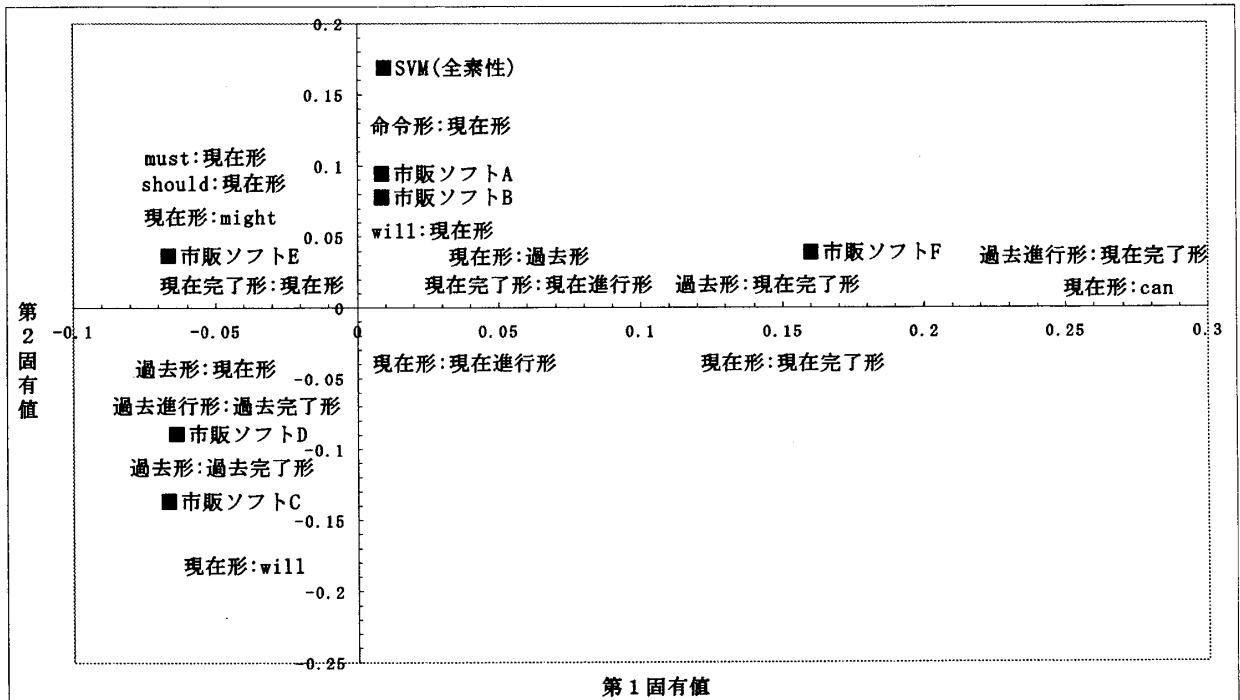 0.2
■SVM(全素性)
0.15
命令形:現在形
must:現在形
0.1
■市販ソフトA
should:現在形
■市販ソフトB
現在形:might
will:現在形
0.05
■市販ソフトE
現在形:過去形
■市販ソフトF
過去進行形:現在完了形
現在完了形:現在形
現在完了形:現在進行形
過去形:現在完了形
現在形:can
0
第2固有値
-0.1
-0.05
0
0.05
0.1
0.15
0.2
0.25
0.3
過去形:現在形
-0.05
現在形:現在進行形
現在形:現在完了形
過去進行形:過去完了形
■市販ソフトD
-0.1
過去形:過去完了形
■市販ソフトC
-0.15
現在形:will
-0.2
-0.25
第1固有値